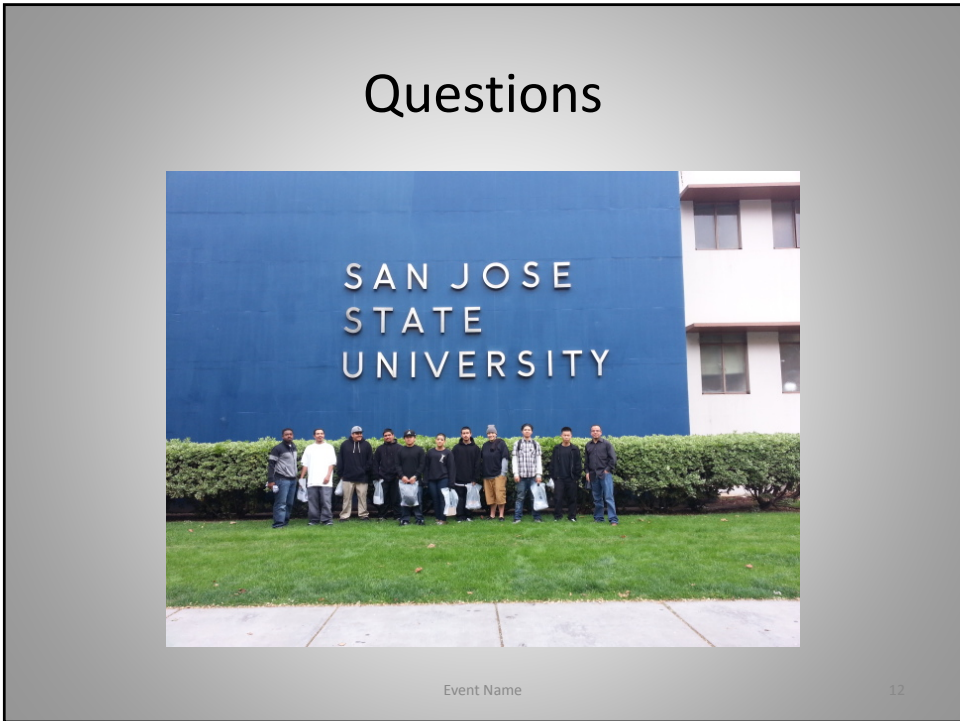 Questions
SAN JOSE
STATE
UNIVERSITY
Event Name
12